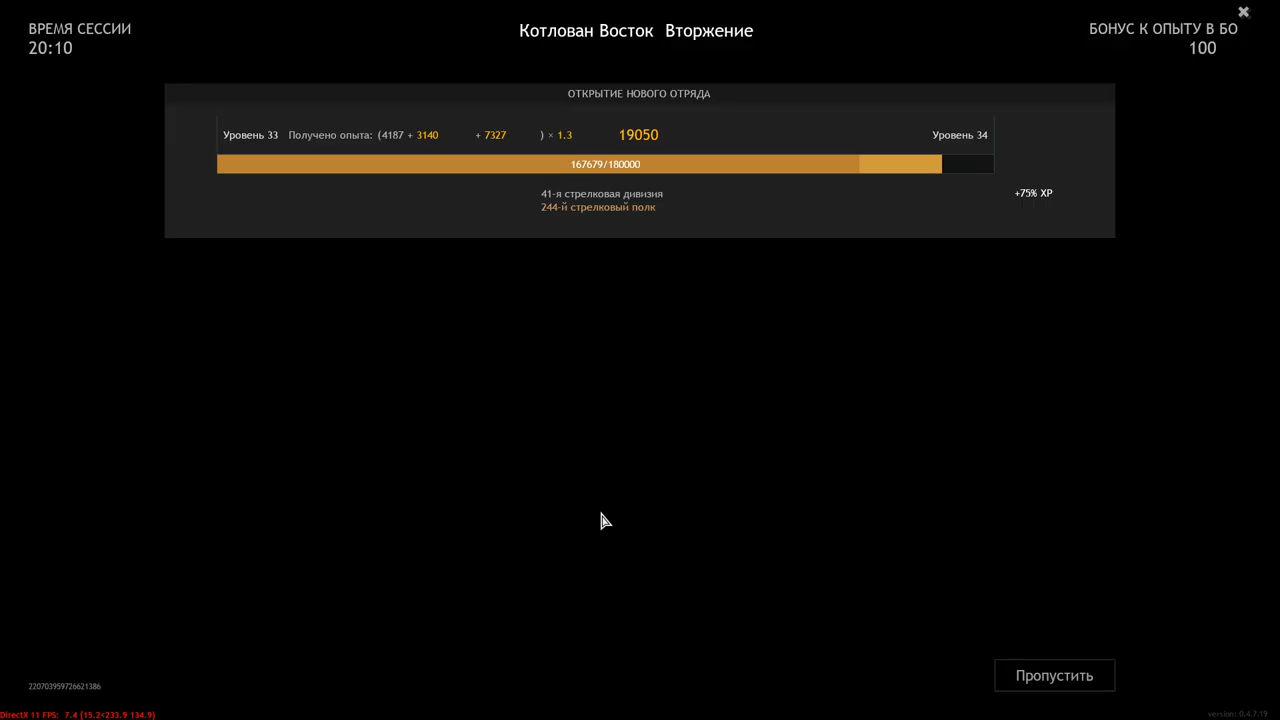 ВРЕМЯ СЕССИИ
20:10
Котлован Восток Вторжение
БОНУС К ОПЫТУ В БО
100
ОТКРЫТИЕ НОВОГО ОТРЯДА
Уровень 33 Получено опыта: (4187 + 3140 + 7327 ) × 1.3 19050 Уровень 34
167679/180000
41-я стрелковая дивизия
244-й стрелковый полк
+75% XP
Пропустить
220703959726621386
DirectX 11 FPS: 7.4 (15.2<233.9 134.9)
version: 0.4.7.19